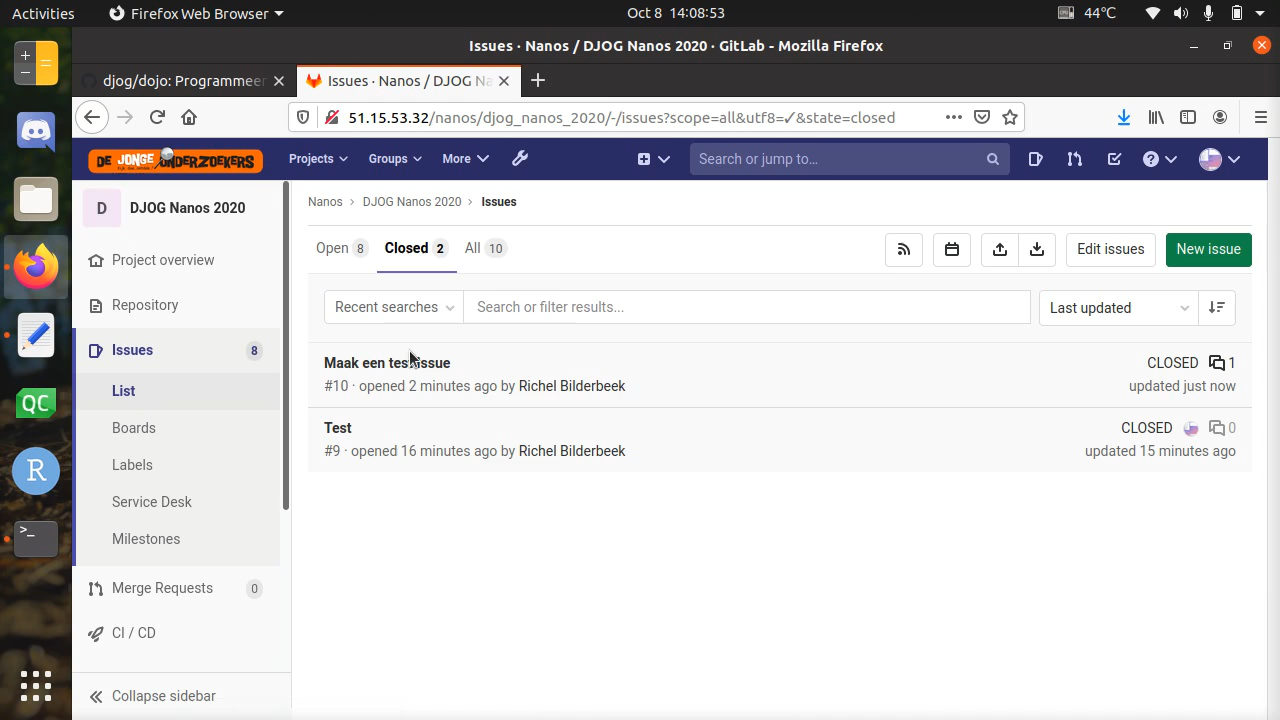 Activities
Firefox Web Browser
Oct 8 14:08:53
44°C
Issues · Nanos / DJOG Nanos 2020 · GitLab - Mozilla Firefox
djog/dojo: Programmeer
Issues · Nanos / DJOG Na
51.15.53.32/nanos/djog_nanos_2020/-/issues?scope=all&utf8=✓&state=closed
DE JONGE ONDERZOEKERS
Projects
Groups
More
Search or jump to…
D
DJOG Nanos 2020
Project overview
Repository
Issues 8
List
Boards
Labels
Service Desk
Milestones
Merge Requests 0
CI / CD
Collapse sidebar
Nanos > DJOG Nanos 2020 > Issues
Open 8
Closed 2
All 10
Edit issues
New issue
Recent searches
Search or filter results...
Last updated
Maak een test issue
CLOSED 1
#10 · opened 2 minutes ago by Richel Bilderbeek
updated just now
Test
CLOSED 0
#9 · opened 16 minutes ago by Richel Bilderbeek
updated 15 minutes ago
QC
R
>_